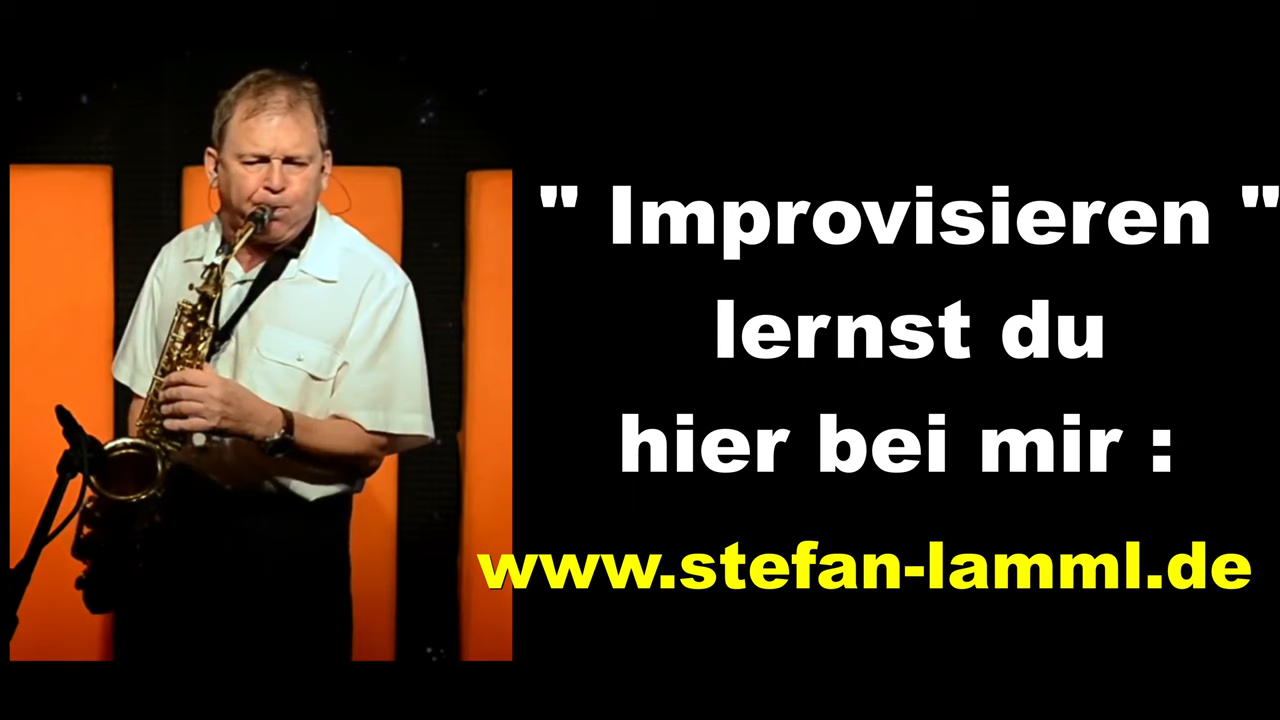 " Improvisieren "
lernst du
hier bei mir :
www.stefan-lamml.de